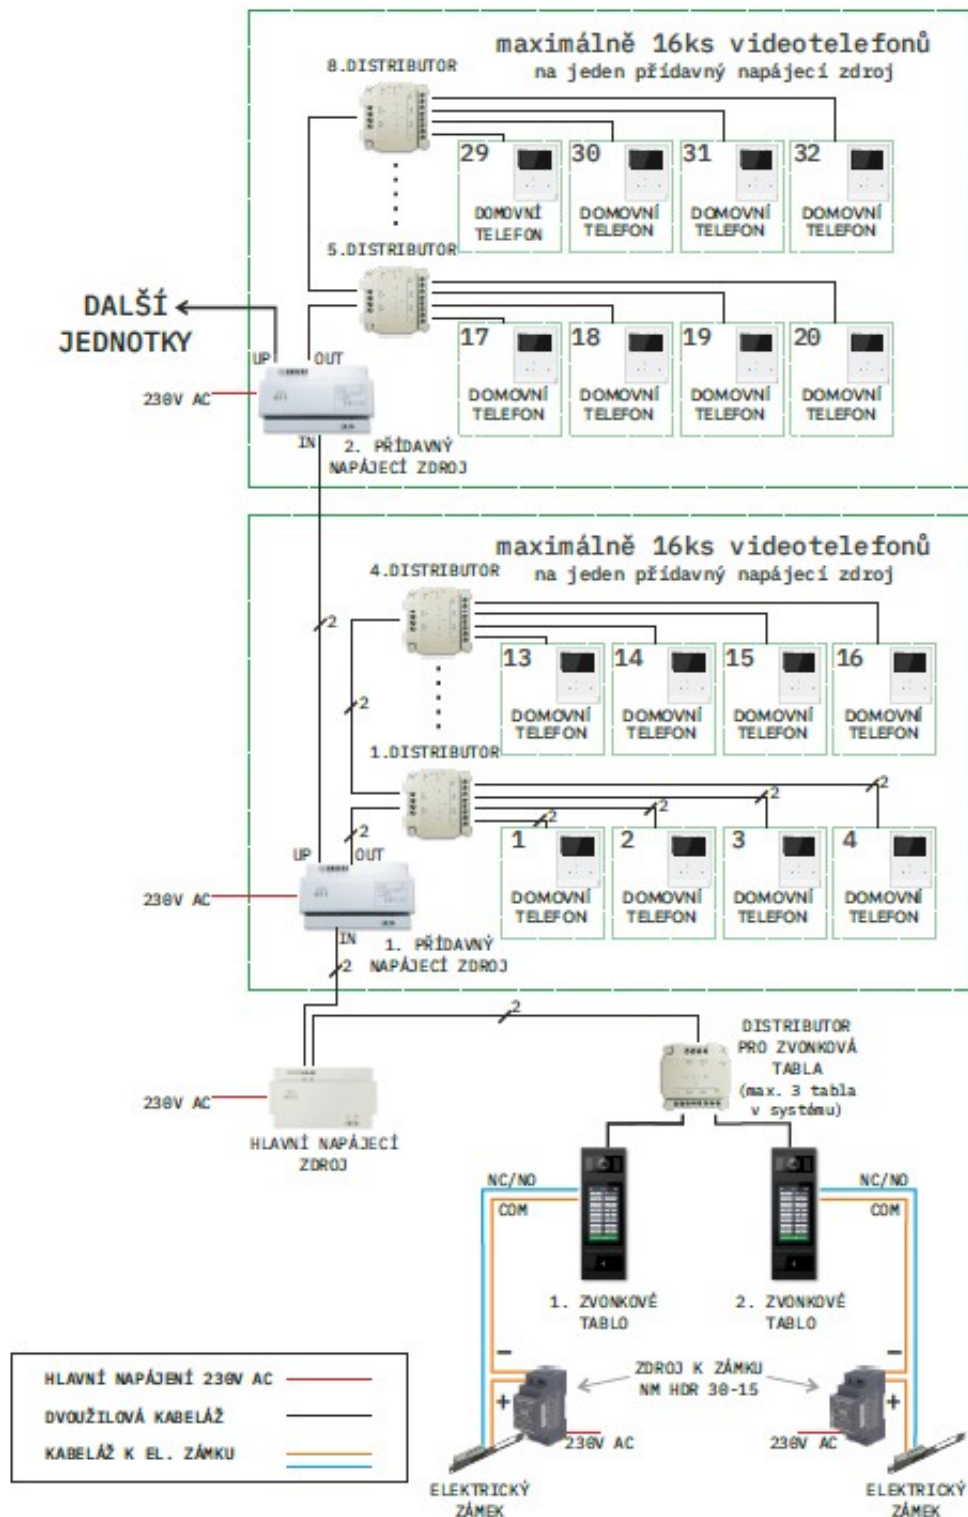 maximálně 16ks videotelefonů
na jeden přídavný napájecí zdroj
8.DISTRIBUTOR
29
30
31
32
DOMOVNÍ
TELEFON
DOMOVNÍ
TELEFON
DOMOVNÍ
TELEFON
DOMOVNÍ
TELEFON
5.DISTRIBUTOR
DALŠÍ
JEDNOTKY
17
18
19
20
DOMOVNÍ
TELEFON
DOMOVNÍ
TELEFON
DOMOVNÍ
TELEFON
DOMOVNÍ
TELEFON
UP
OUT
230V AC
IN
2. PŘÍDAVNÝ
NAPÁJECÍ ZDROJ
maximálně 16ks videotelefonů
na jeden přídavný napájecí zdroj
4.DISTRIBUTOR
2
13
14
15
16
DOMOVNÍ
TELEFON
DOMOVNÍ
TELEFON
DOMOVNÍ
TELEFON
DOMOVNÍ
TELEFON
2
1.DISTRIBUTOR
2
2
2
2
2
1
2
3
4
DOMOVNÍ
TELEFON
DOMOVNÍ
TELEFON
DOMOVNÍ
TELEFON
DOMOVNÍ
TELEFON
UP
OUT
230V AC
IN
1. PŘÍDAVNÝ
NAPÁJECÍ ZDROJ
2
2
DISTRIBUTOR
PRO ZVONKOVÁ
TABLA
(max. 3 tabla
v systému)
230V AC
HLAVNÍ NAPÁJECÍ
ZDROJ
NC/NO
COM
NC/NO
COM
1. ZVONKOVÉ
TABLO
2. ZVONKOVÉ
TABLO
ZDROJ K ZÁMKU
NM HDR 30-15
−
+
−
+
230V AC
230V AC
ELEKTRICKÝ
ZÁMEK
ELEKTRICKÝ
ZÁMEK
HLAVNÍ NAPÁJENÍ 230V AC
DVOUŽILOVÁ KABELÁŽ
KABELÁŽ K EL. ZÁMKU